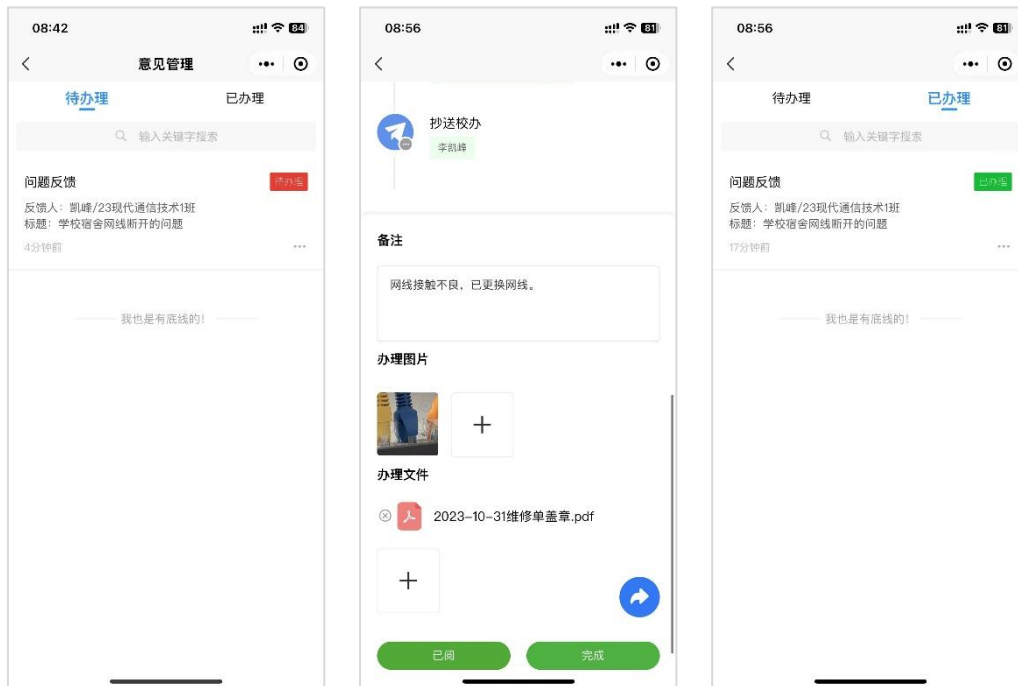 08:42
84
意见管理
待办理
已办理
输入关键字搜索
问题反馈
待办理
反馈人：凯峰/23现代通信技术1班
标题：学校宿舍网线断开的问题
4分钟前
我也是有底线的！
08:56
81
抄送校办
李凯峰
备注
网线接触不良，已更换网线。
办理图片
办理文件
2023-10-31维修单盖章.pdf
已阅
完成
08:56
81
待办理
已办理
输入关键字搜索
问题反馈
已办理
反馈人：凯峰/23现代通信技术1班
标题：学校宿舍网线断开的问题
17分钟前
我也是有底线的！